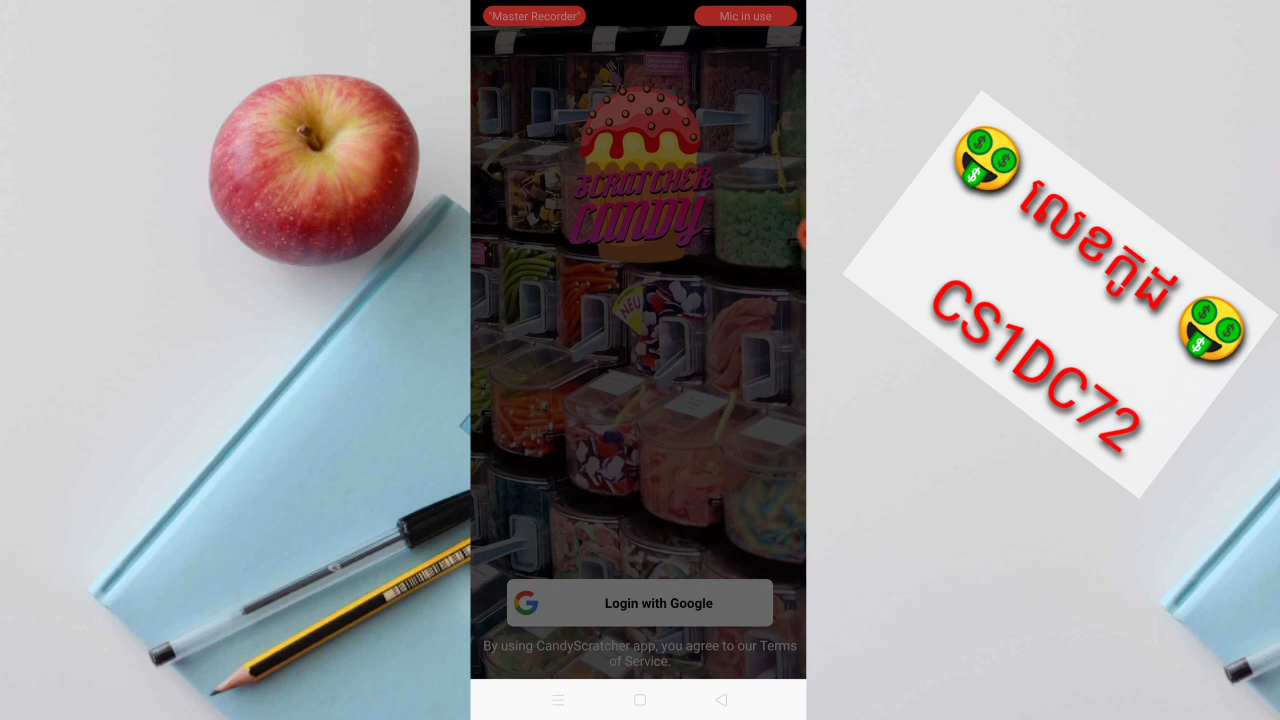 "Master Recorder"
Mic in use
SCRATCHER
CANDY
NEU
Login with Google
By using CandyScratcher app, you agree to our Terms
of Service.
លេខកូដ
CS1DC72